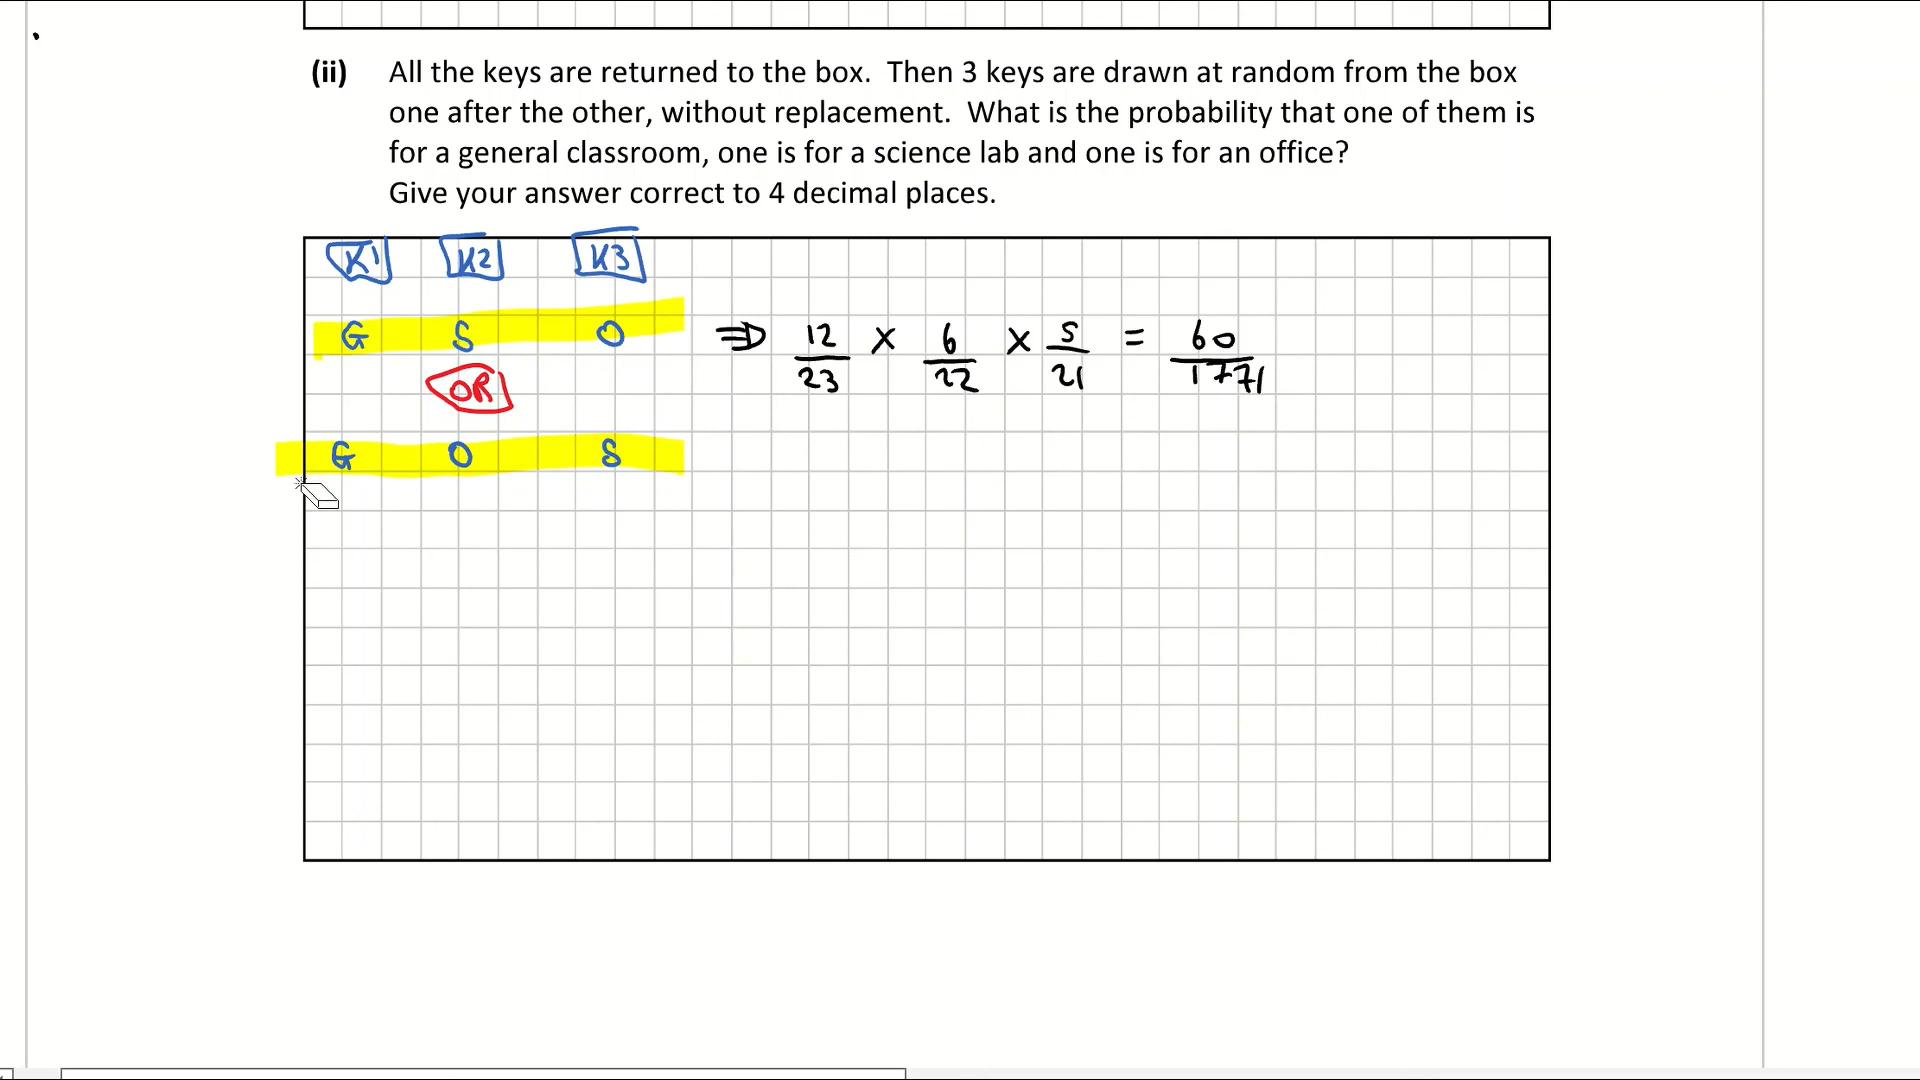 (ii) All the keys are returned to the box. Then 3 keys are drawn at random from the box
one after the other, without replacement. What is the probability that one of them is
for a general classroom, one is for a science lab and one is for an office?
Give your answer correct to 4 decimal places.
K1 K2 K3
G S O ⇒ 12/23 × 6/22 × 5/21 = 60/1771
OR
G O S